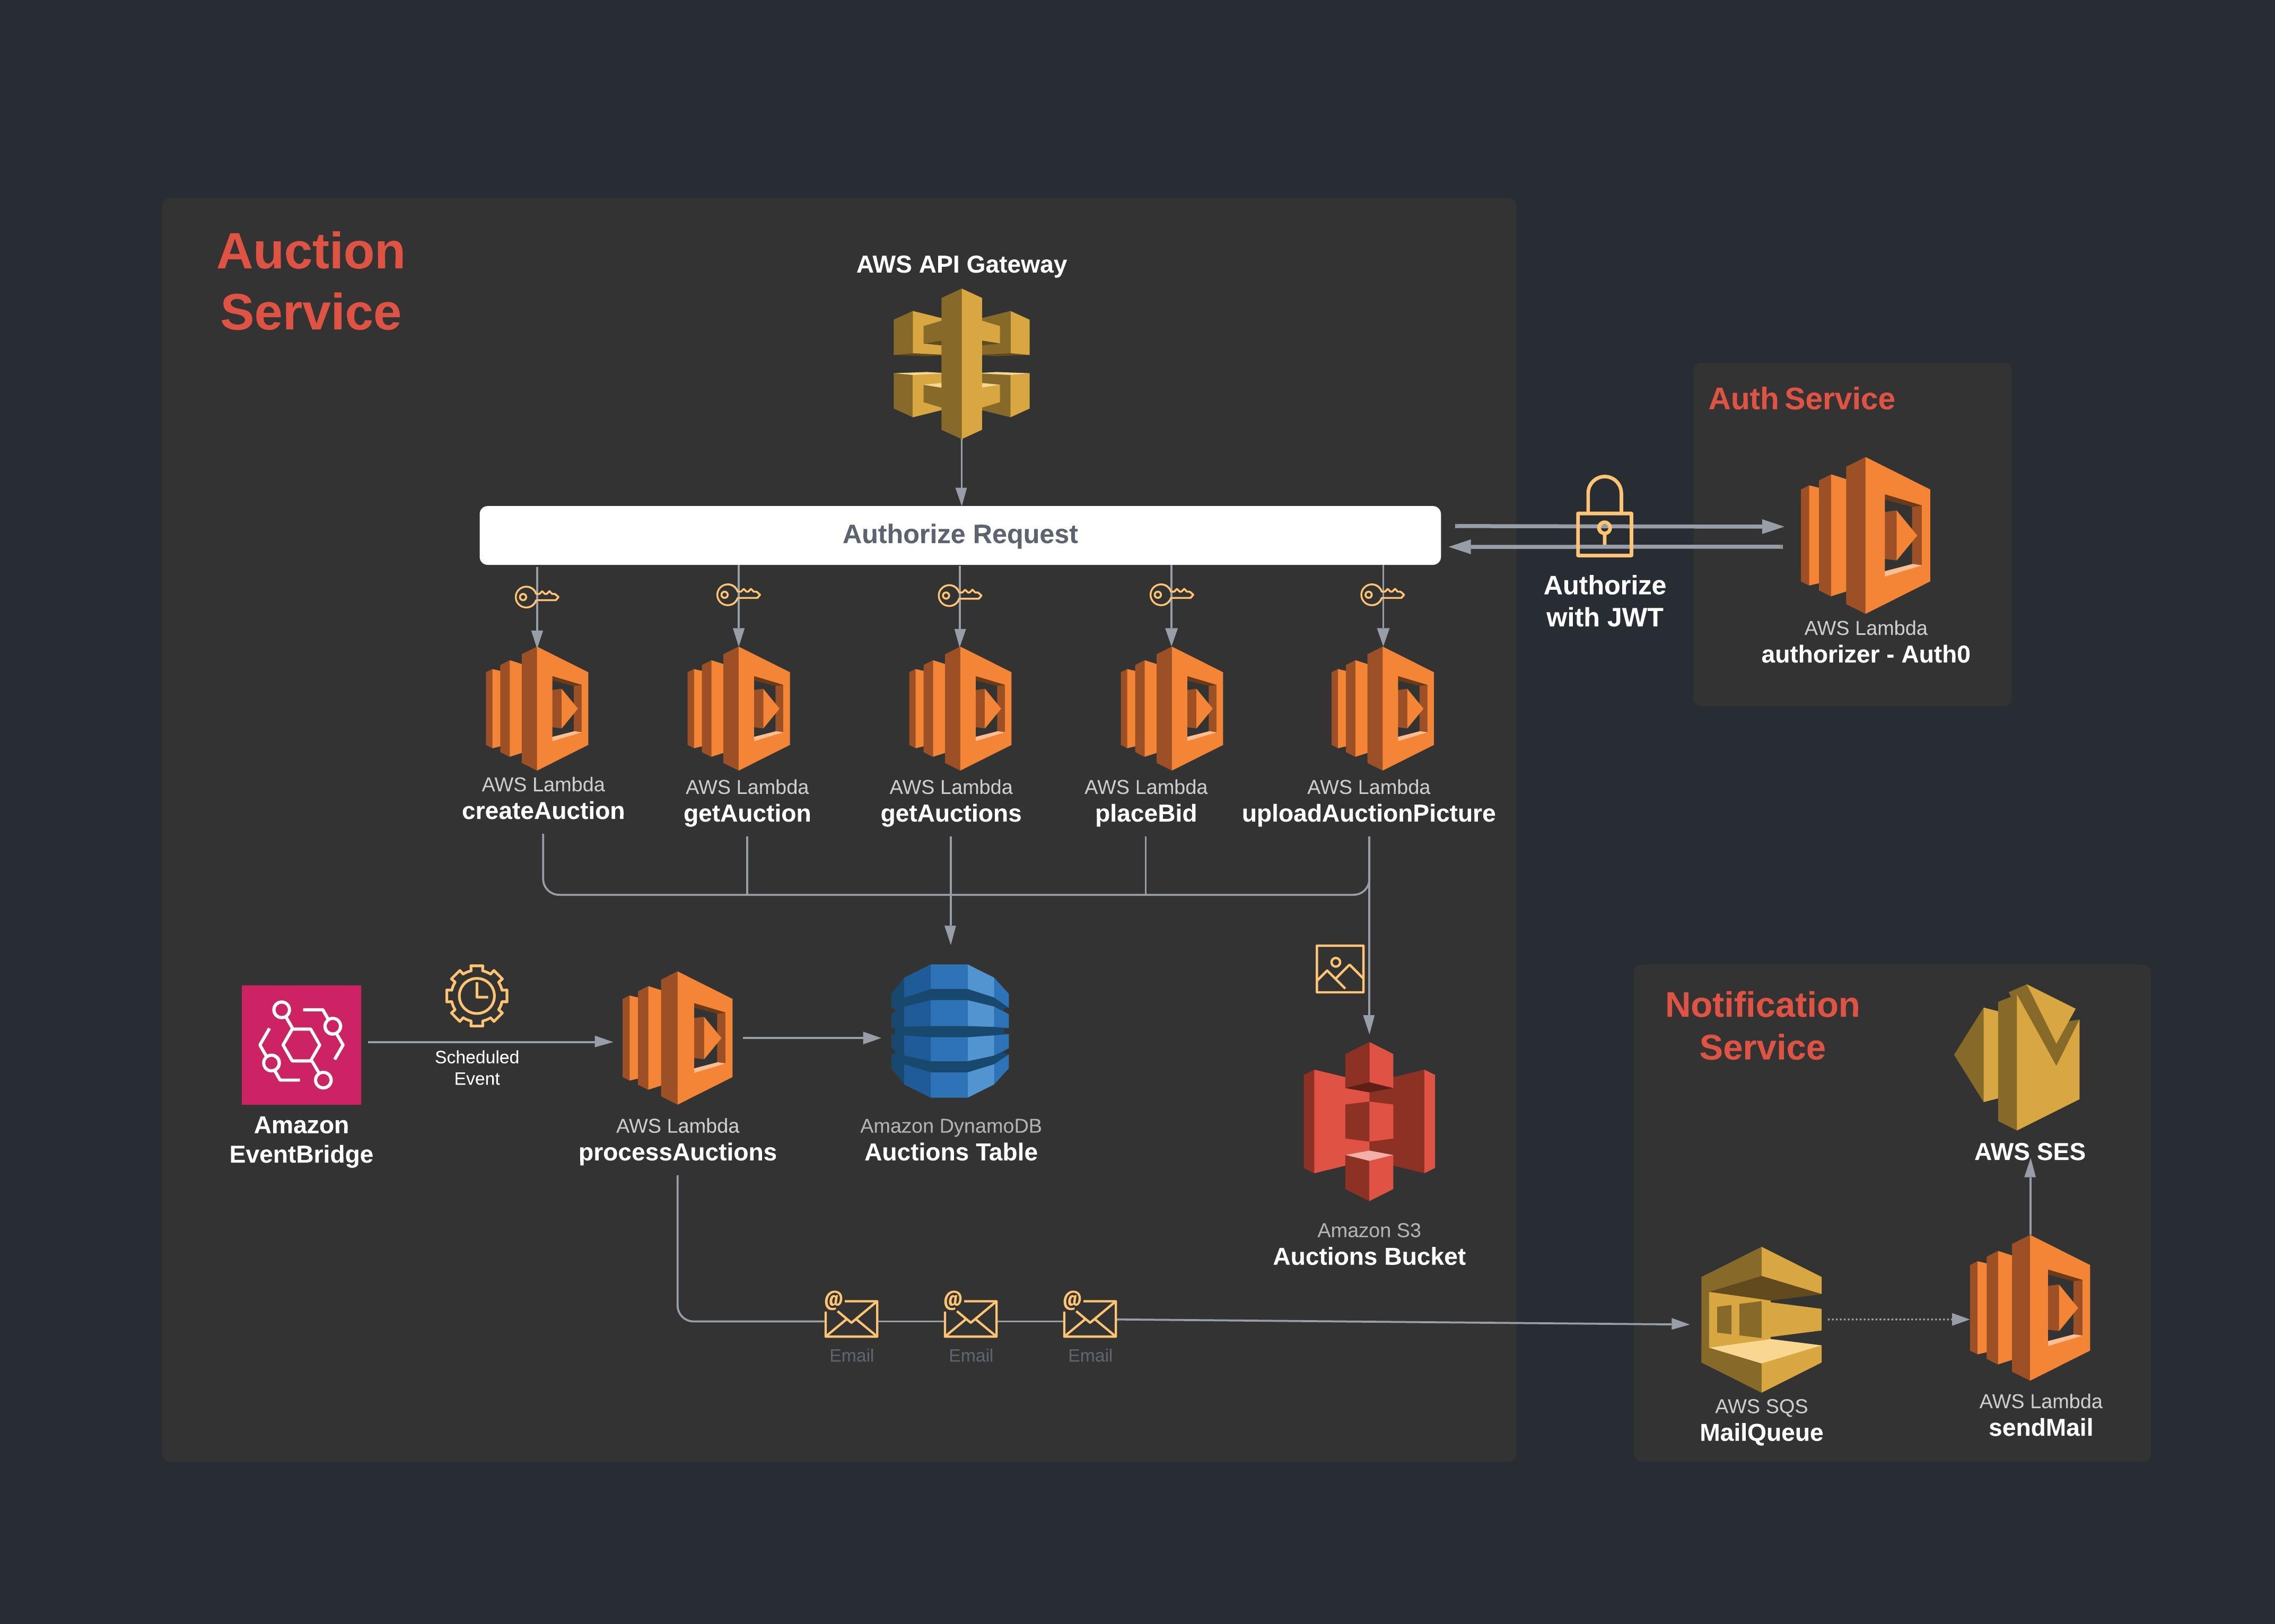 Auction
Service
AWS API Gateway
Authorize Request
Auth Service
Authorize
with JWT
AWS Lambda
authorizer - Auth0
AWS Lambda
createAuction
AWS Lambda
getAuction
AWS Lambda
getAuctions
AWS Lambda
placeBid
AWS Lambda
uploadAuctionPicture
Amazon
EventBridge
Scheduled
Event
AWS Lambda
processAuctions
Amazon DynamoDB
Auctions Table
Amazon S3
Auctions Bucket
@
Email
@
Email
@
Email
Notification
Service
AWS SES
AWS SQS
MailQueue
AWS Lambda
sendMail